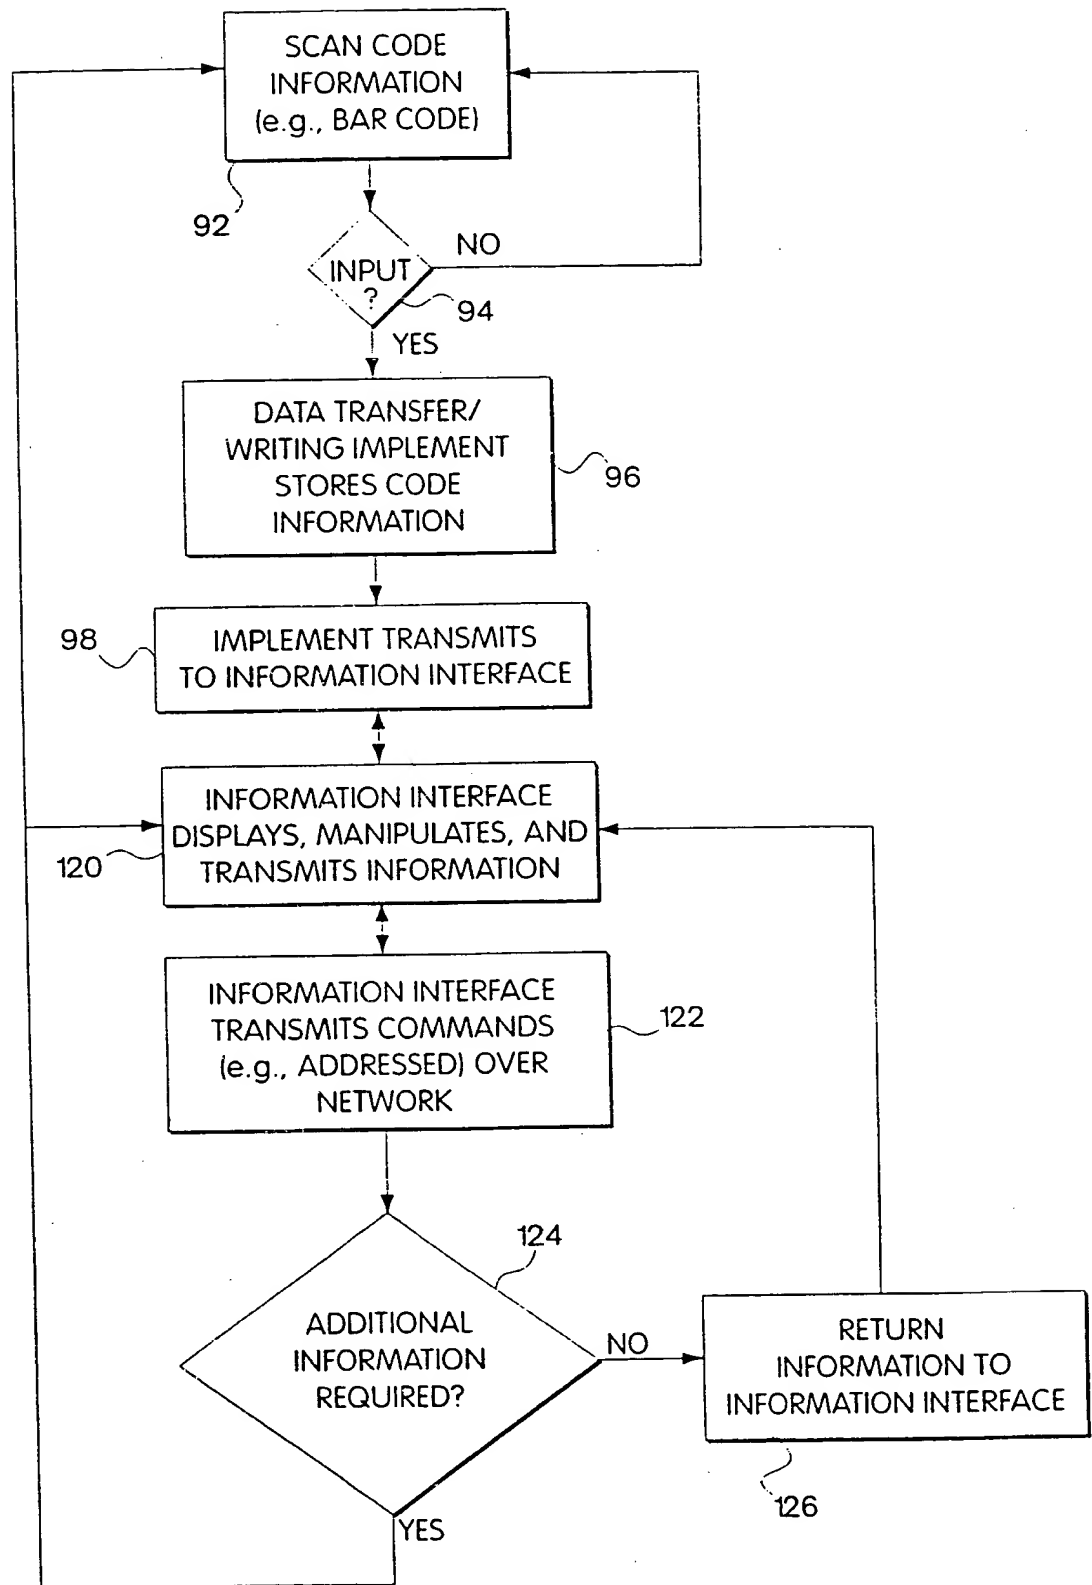 SCAN CODE
INFORMATION
(e.g., BAR CODE)
92
NO
INPUT
?
94
YES
DATA TRANSFER/
WRITING IMPLEMENT
STORES CODE
INFORMATION
96
98
IMPLEMENT TRANSMITS
TO INFORMATION INTERFACE
INFORMATION INTERFACE
DISPLAYS, MANIPULATES, AND
TRANSMITS INFORMATION
120
INFORMATION INTERFACE
TRANSMITS COMMANDS
(e.g., ADDRESSED) OVER
NETWORK
122
124
ADDITIONAL
INFORMATION
REQUIRED?
NO
RETURN
INFORMATION TO
INFORMATION INTERFACE
126
YES